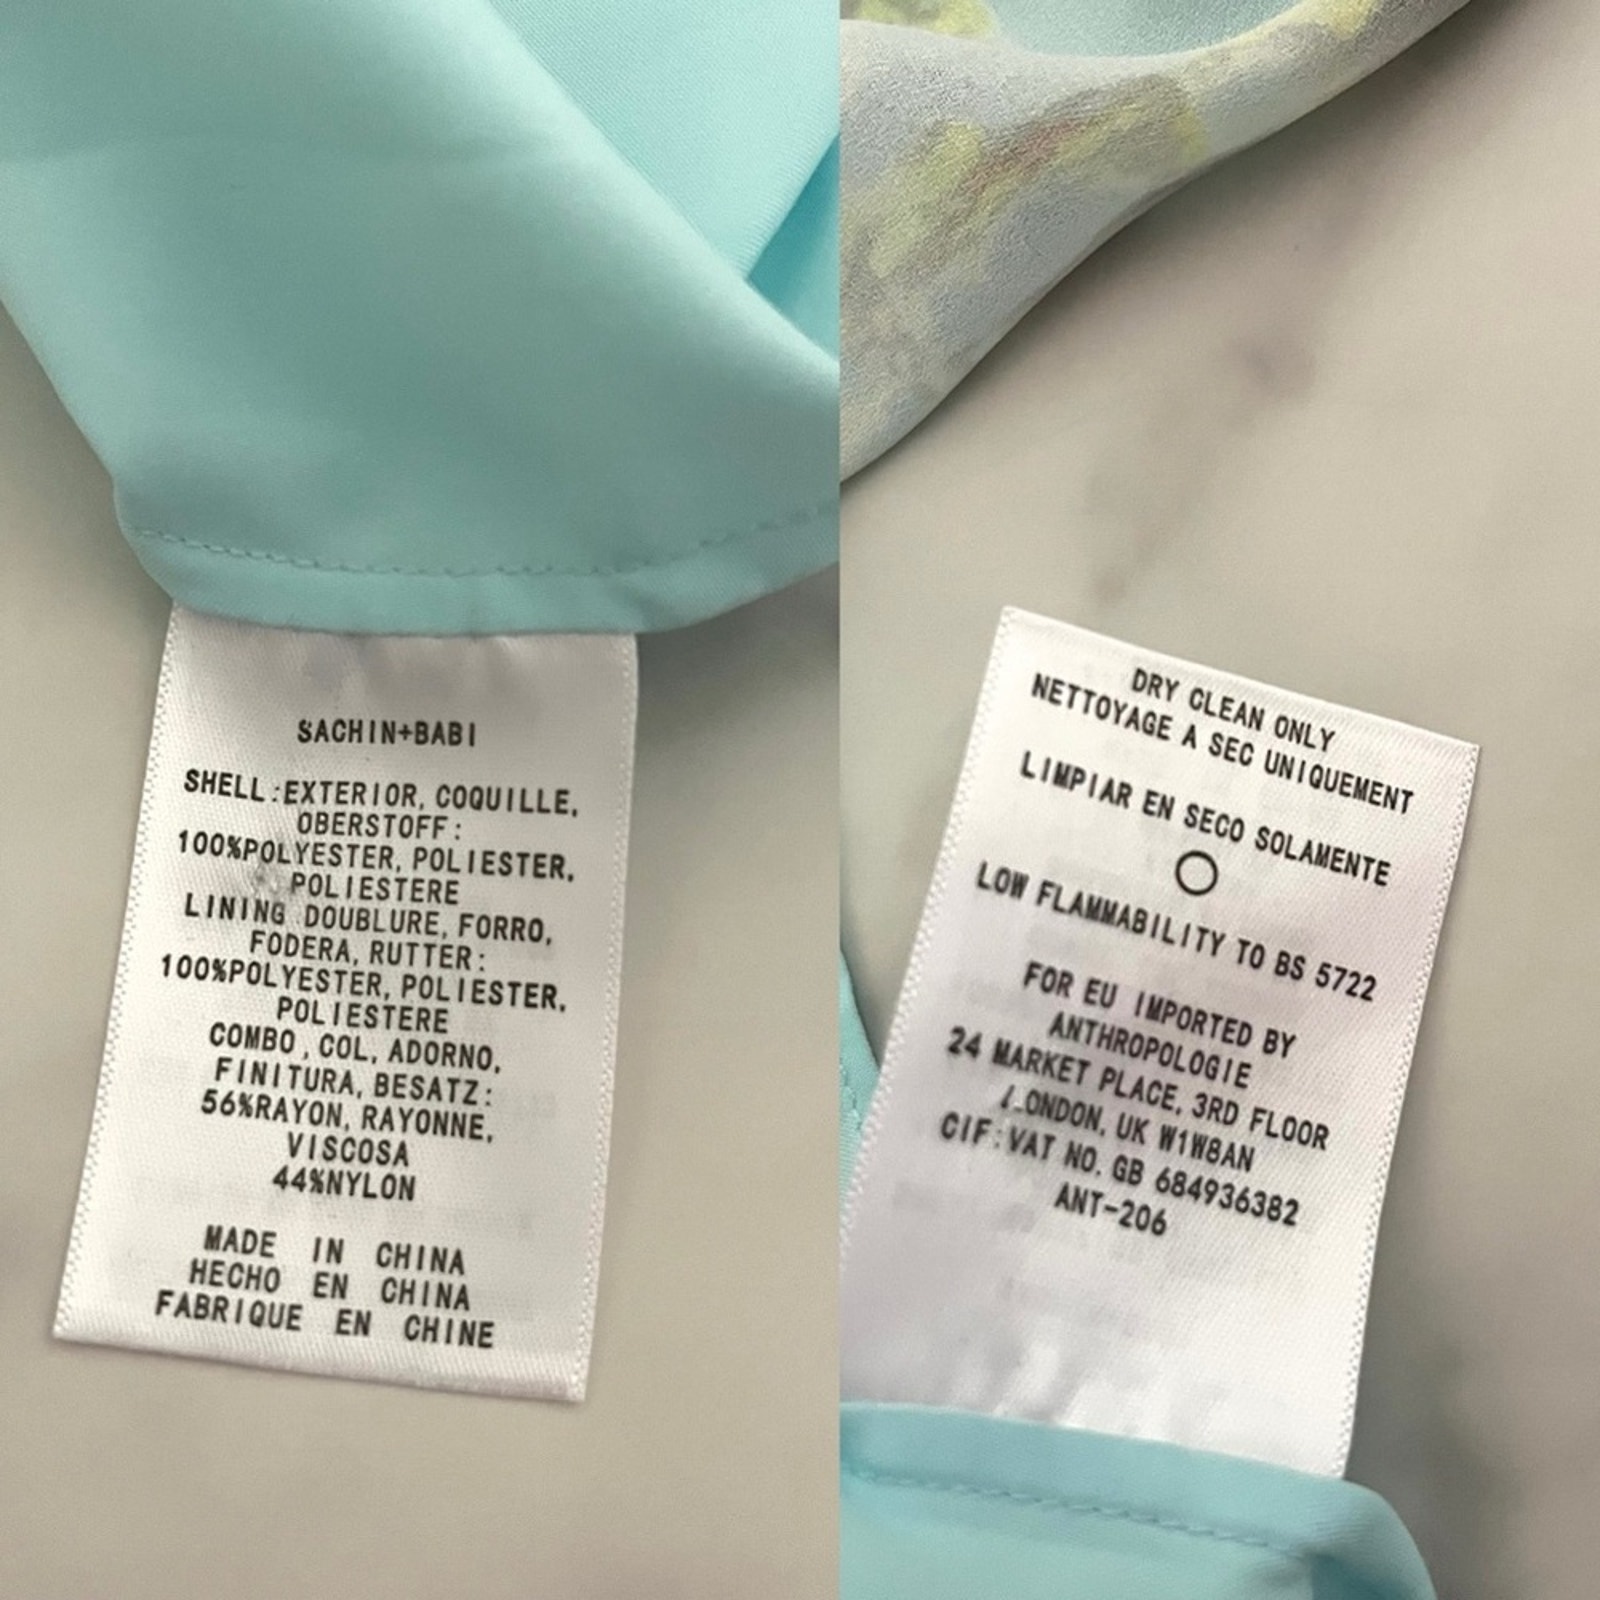 SACHIN+BABI
SHELL:EXTERIOR, COQUILLE,
OBERSTOFF:
100%POLYESTER, POLIESTER,
POLIESTERE
LINING DOUBLURE, FORRO,
FODERA, RUTTER:
100%POLYESTER, POLIESTER,
POLIESTERE
COMBO, COL, ADORNO,
FINITURA, BESATZ:
56%RAYON, RAYONNE,
VISCOSA
44%NYLON
MADE IN CHINA
HECHO EN CHINA
FABRIQUE EN CHINE
DRY CLEAN ONLY
NETTOYAGE A SEC UNIQUEMENT
LIMPIAR EN SECO SOLAMENTE
LOW FLAMMABILITY TO BS 5722
FOR EU IMPORTED BY
ANTHROPOLOGIE
24 MARKET PLACE, 3RD FLOOR
LONDON, UK W1W8AN
CIF:VAT NO. GB 684936382
ANT-206